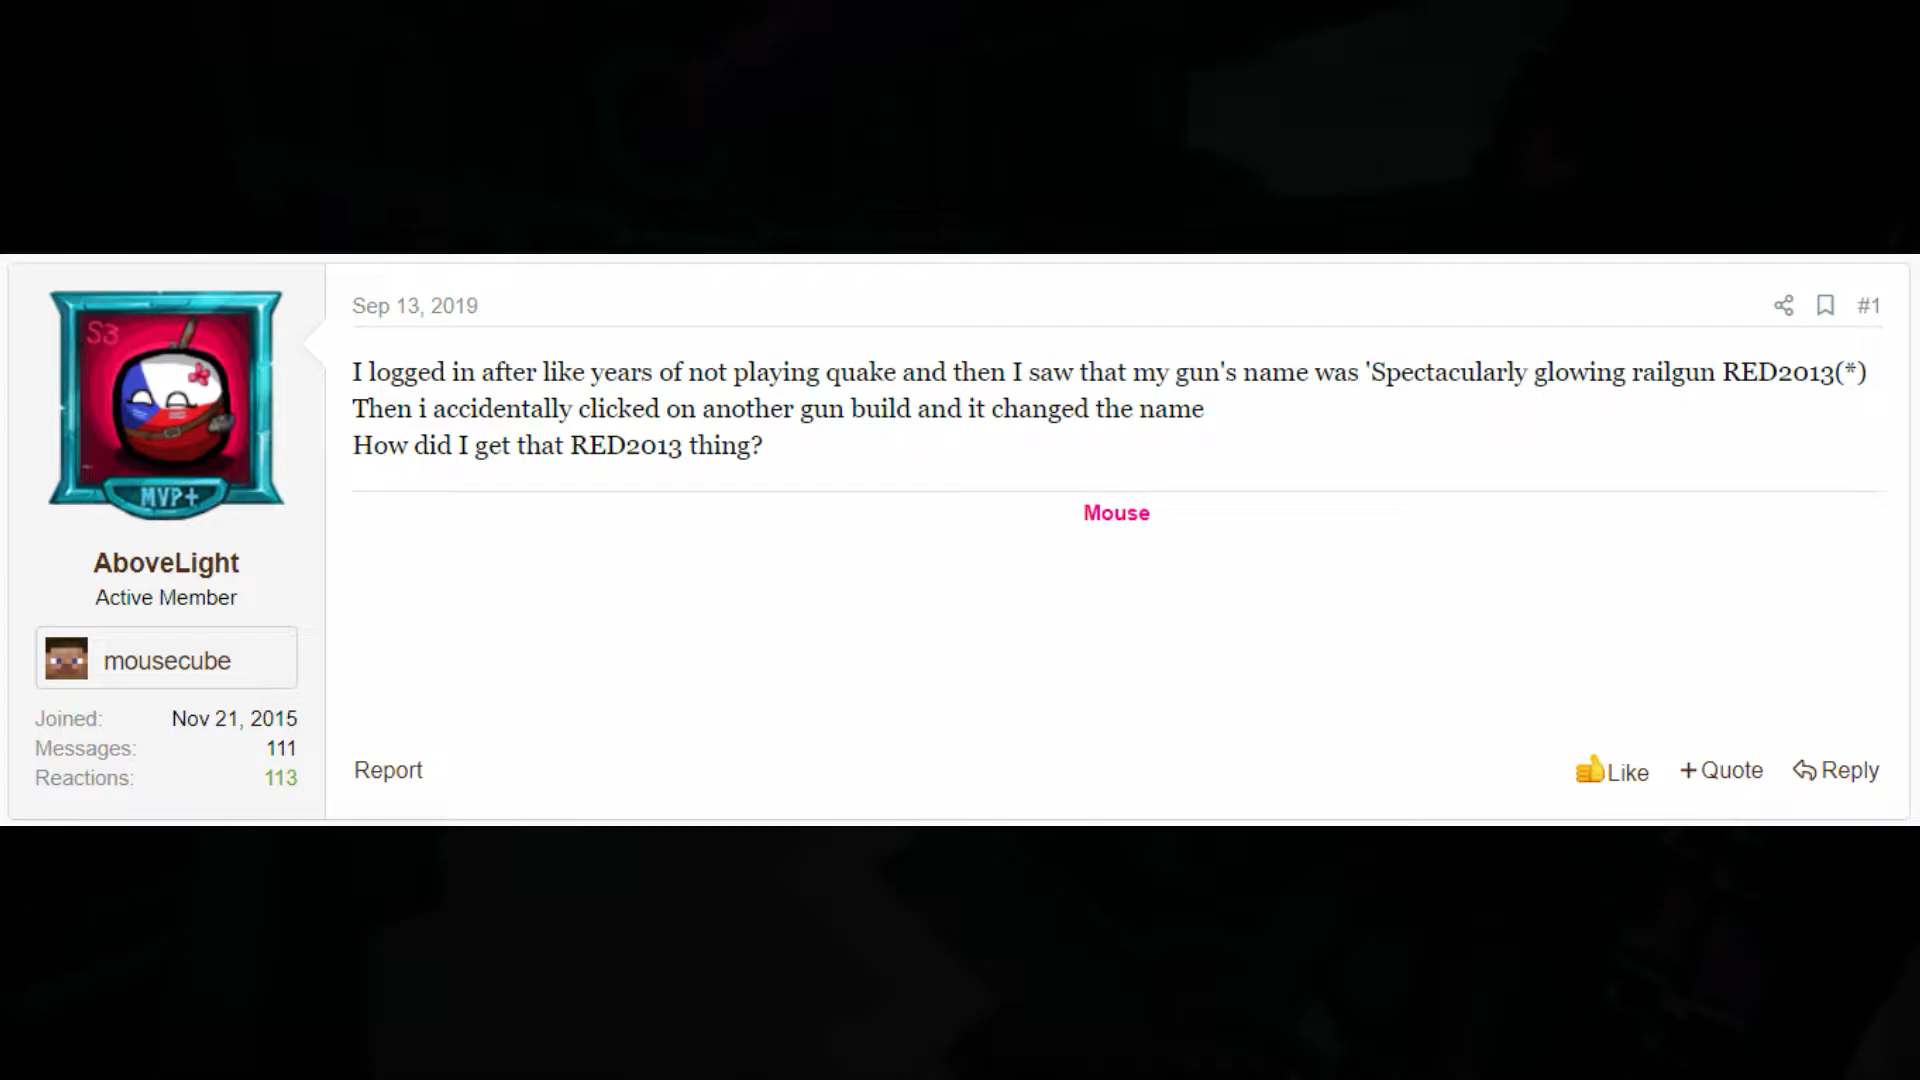 S3
MVP+
AboveLight
Active Member
mousecube
Joined: Nov 21, 2015
Messages: 111
Reactions: 113
Sep 13, 2019 #1
I logged in after like years of not playing quake and then I saw that my gun's name was 'Spectacularly glowing railgun RED2013(*)
Then i accidentally clicked on another gun build and it changed the name
How did I get that RED2013 thing?
Mouse
Report Like +Quote Reply